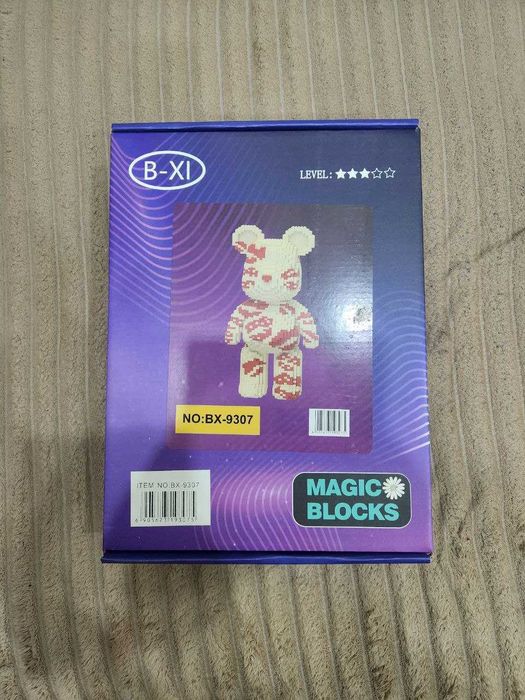 B-XI
LEVEL: ★★★☆☆
NO:BX-9307
ITEM NO.BX-9307
MAGIC
BLOCKS